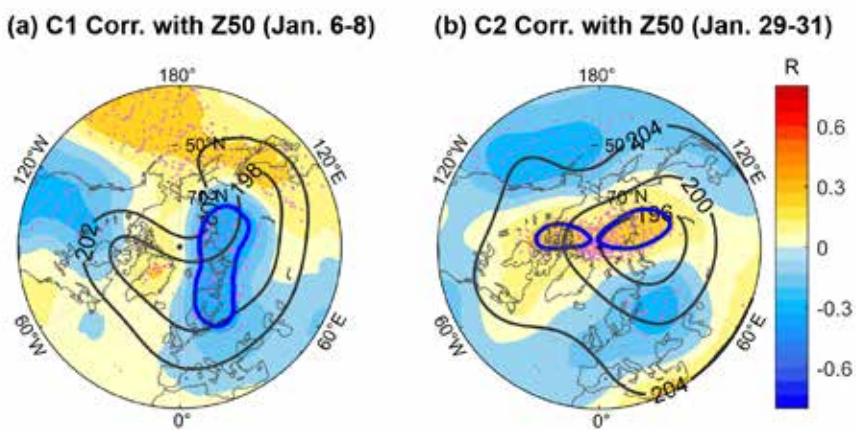 (a) C1 Corr. with Z50 (Jan. 6-8)
(b) C2 Corr. with Z50 (Jan. 29-31)
180°
180°
R
120°W
50°N
120°E
70°N
198
202
60°W
60°E
0°
120°W
50°
204
120°E
70°N
200
196
60°W
60°E
204
0°
0.6
0.3
0
-0.3
-0.6